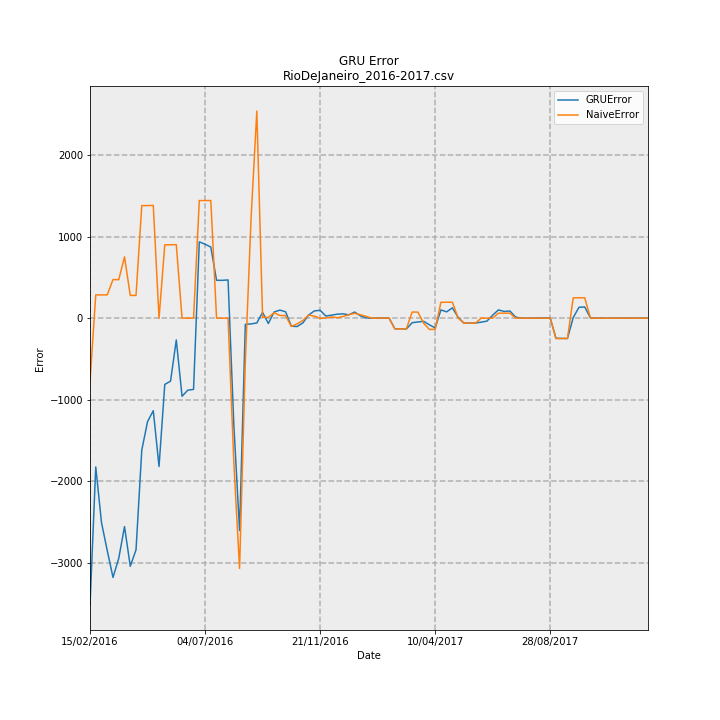 GRU Error
RioDeJaneiro_2016-2017.csv
GRUError
NaiveError
2000
1000
0
−1000
−2000
−3000
Error
15/02/2016
04/07/2016
21/11/2016
10/04/2017
28/08/2017
Date